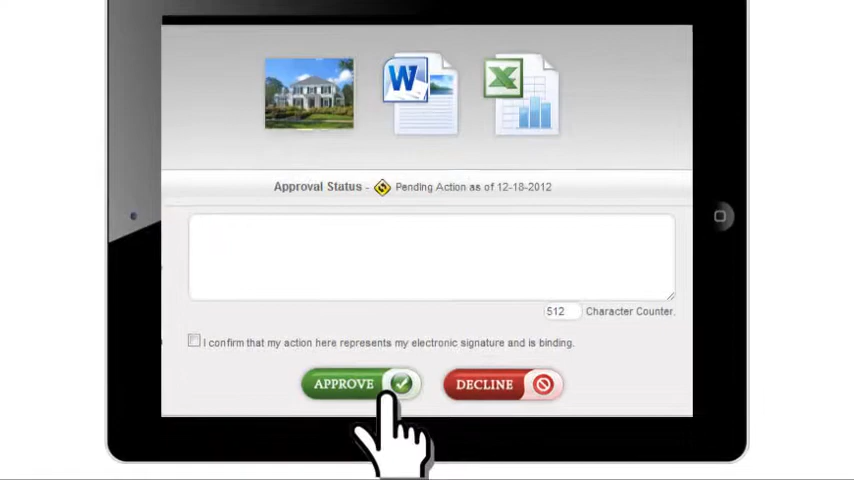 W
X
Approval Status - Pending Action as of 12-18-2012
512 Character Counter.
I confirm that my action here represents my electronic signature and is binding.
APPROVE DECLINE